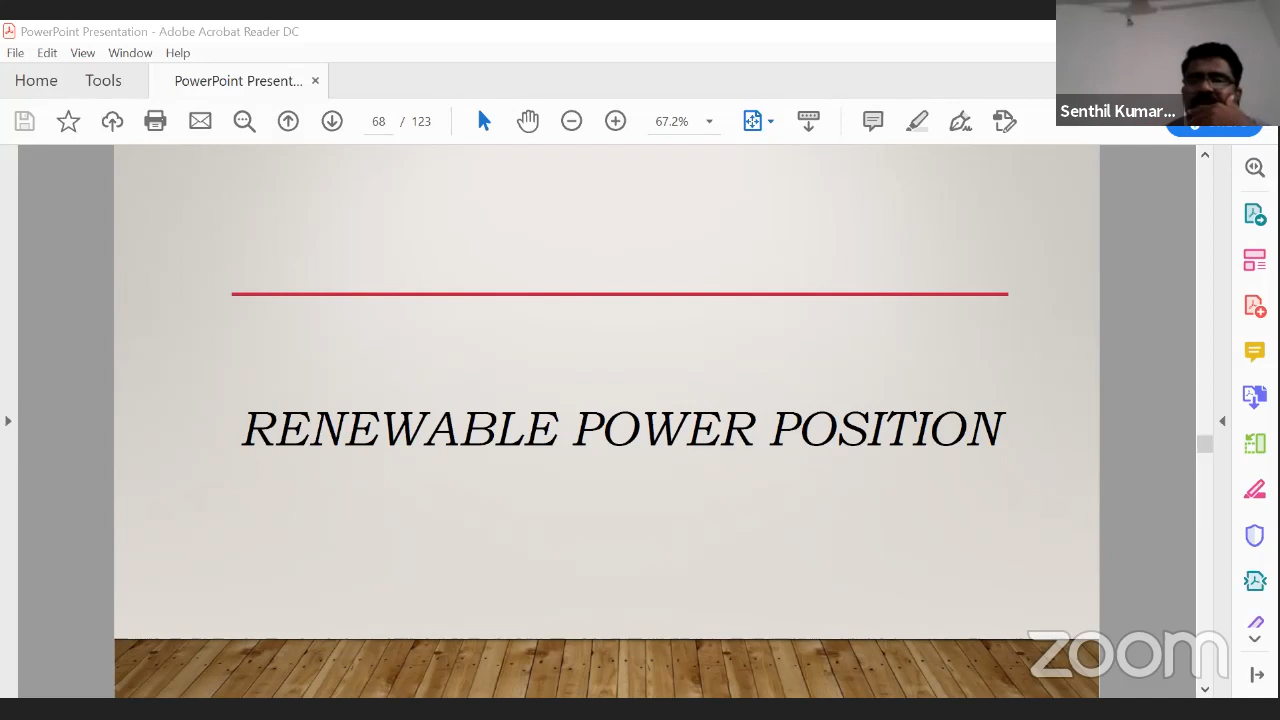 PowerPoint Presentation - Adobe Acrobat Reader DC
File Edit View Window Help
Home Tools PowerPoint Present... ×
68 / 123 67.2%
Senthil Kumar...
RENEWABLE POWER POSITION
zoom